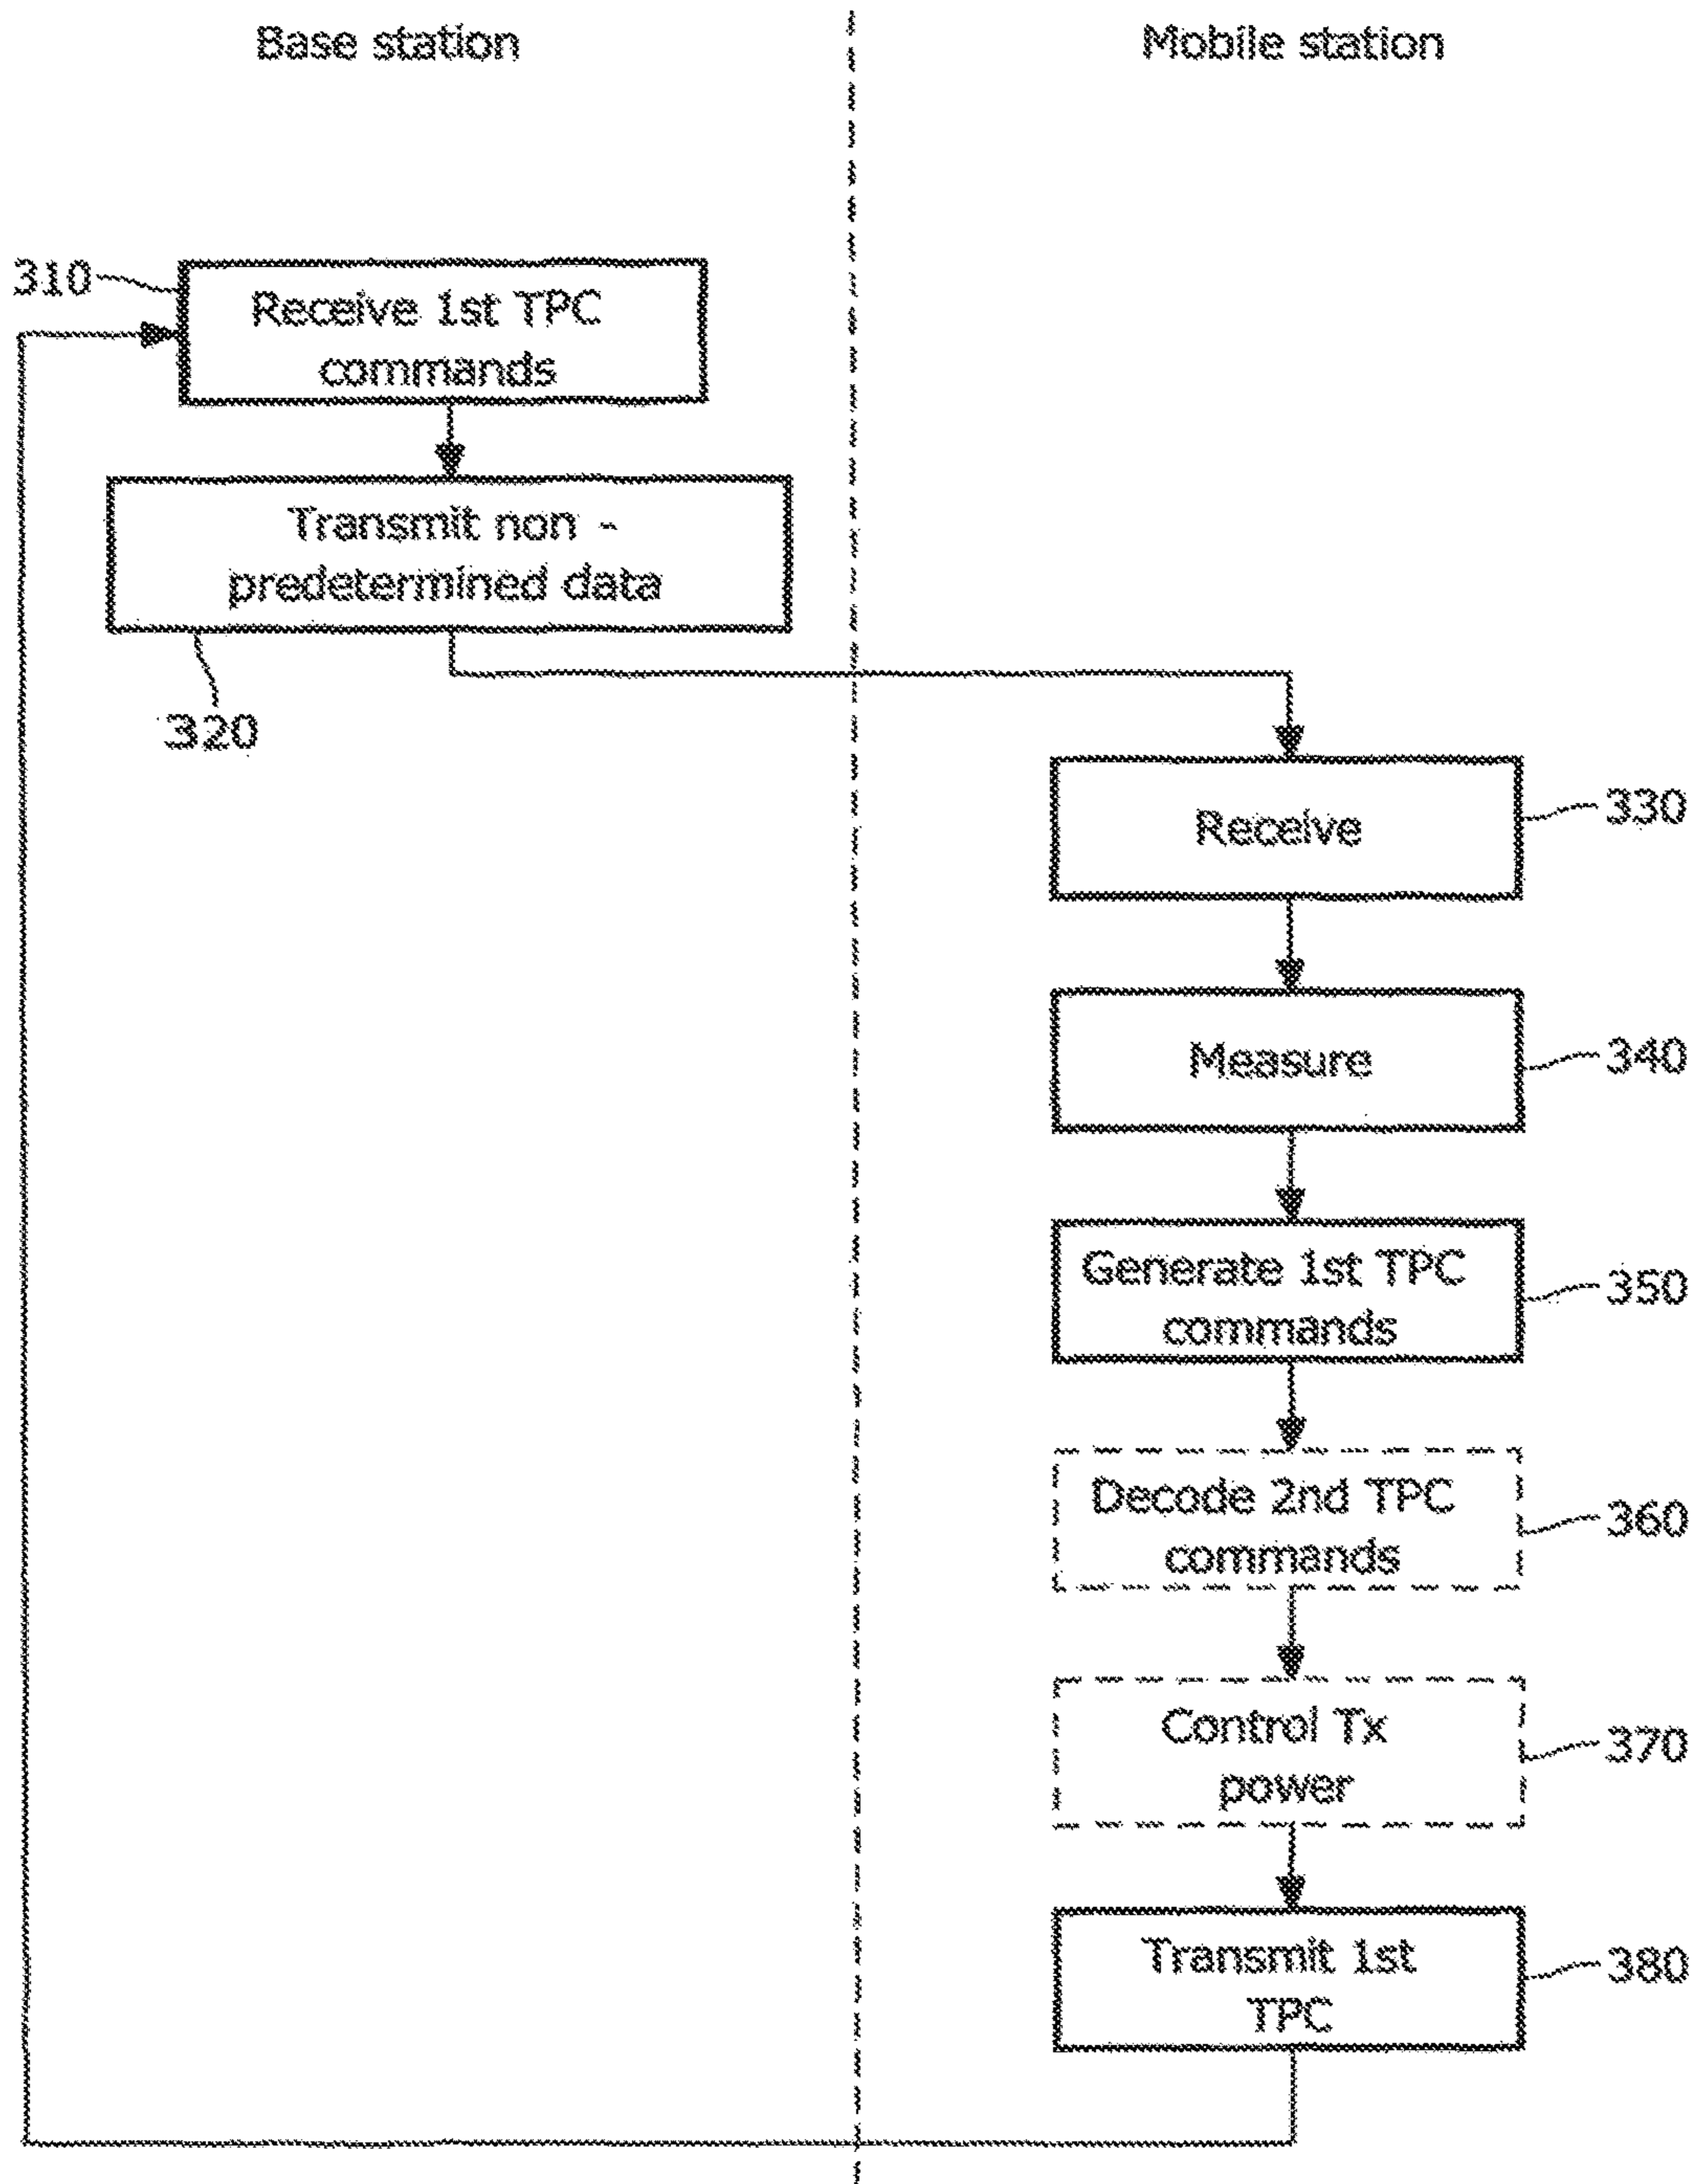 Base station
Mobile station
310
Receive 1st TPC
commands
Transmit non -
predetermined data
320
Receive
330
Measure
340
Generate 1st TPC
commands
350
Decode 2nd TPC
commands
360
Control Tx
power
370
Transmit 1st
TPC
380